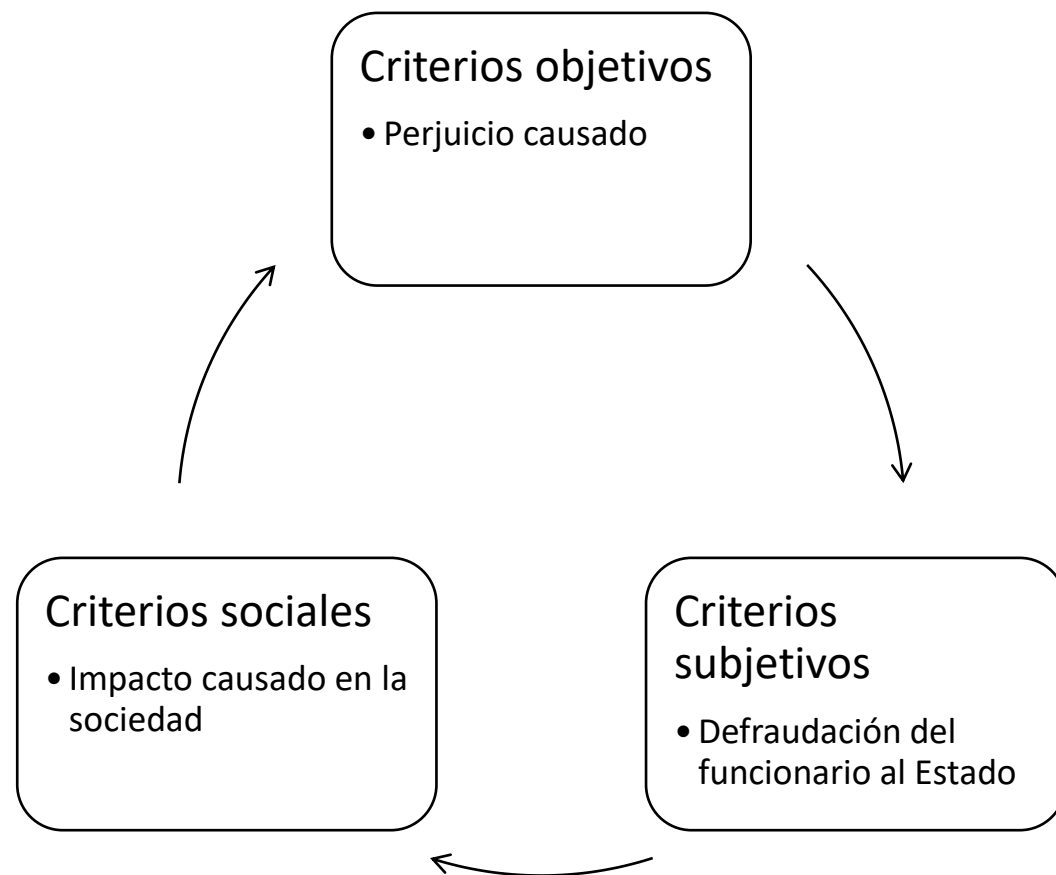 Criterios objetivos
• Perjuicio causado
Criterios
subjetivos
• Defraudación del
funcionario al Estado
Criterios sociales
• Impacto causado en la
sociedad